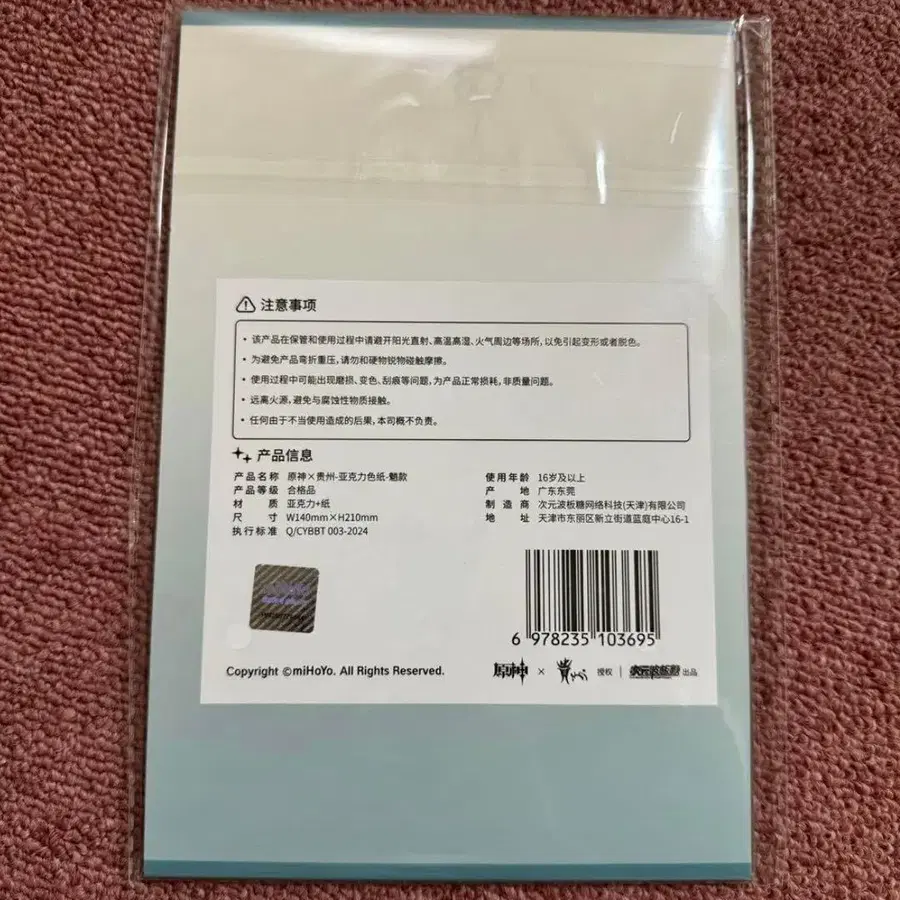 注意事项
• 该产品在保管和使用过程中请避开阳光直射、高温高湿、火气周边等场所,以免引起变形或者脱色。
• 为避免产品弯折重压,请勿和硬物锐物碰触摩擦。
• 使用过程中可能出现磨损、变色、刮痕等问题,为产品正常损耗,非质量问题。
• 远离火源,避免与腐蚀性物质接触。
• 任何由于不当使用造成的后果,本司概不负责。
产品信息
产品名称 原神×贵州-亚克力色纸-魈款
产品等级 合格品
材 质 亚克力+纸
尺 寸 W140mm×H210mm
执行标准 Q/CYBBT 003-2024
使用年龄 16岁及以上
产 地 广东东莞
制造商 次元波板糖网络科技(天津)有限公司
地 址 天津市东丽区新立街道蓝庭中心16-1
6 978235 103695
Copyright ©miHoYo. All Rights Reserved.
原神 × 贵州 授权 | 次元波板糖 出品